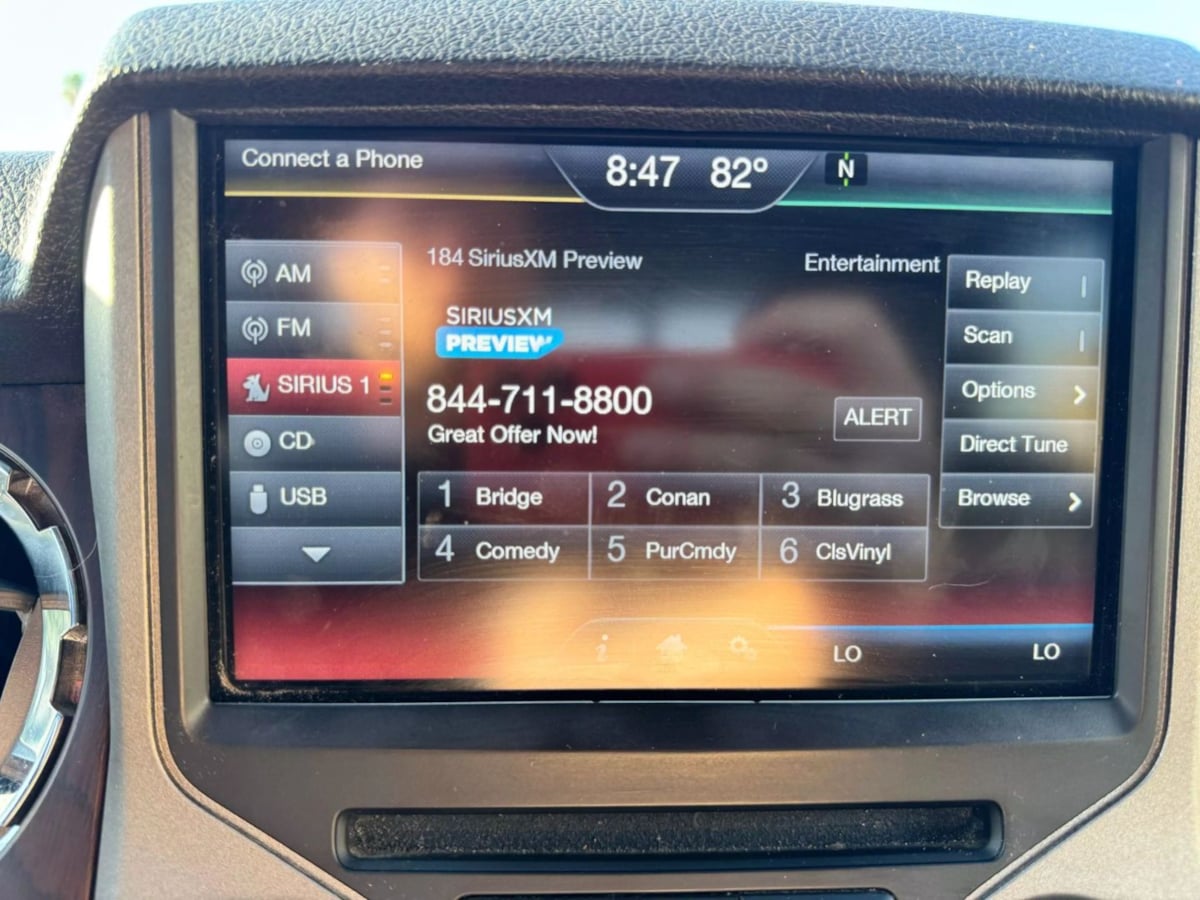 Connect a Phone
8:47 82° N
AM
FM
SIRIUS 1
CD
USB
184 SiriusXM Preview
Entertainment
SIRIUSXM
PREVIEW
844-711-8800
Great Offer Now!
ALERT
1 Bridge 2 Conan 3 Blugrass
4 Comedy 5 PurCmdy 6 ClsVinyl
Replay
Scan
Options
Direct Tune
Browse
i
LO LO